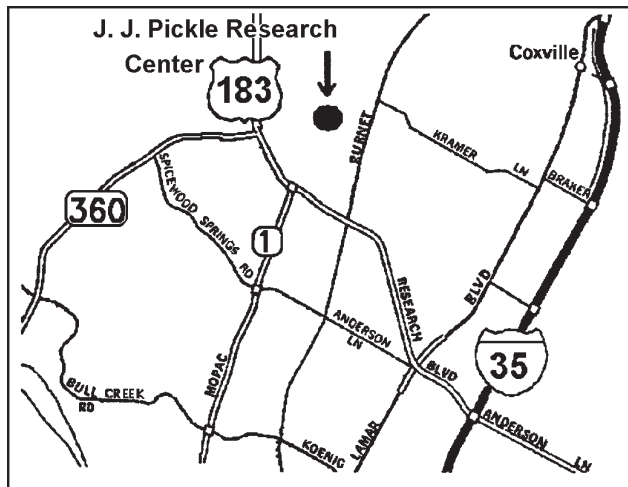 J. J. Pickle Research
Center
183
Coxville
BURNET
KRAMER
LN
BRAKER
360
SPICEWOOD SPRINGS
RD
1
ANDERSON
LN
RESEARCH
BLVD
BLVD
35
MOPAC
BULL CREEK
RD
KOENIG
LAMAR
ANDERSON
LN